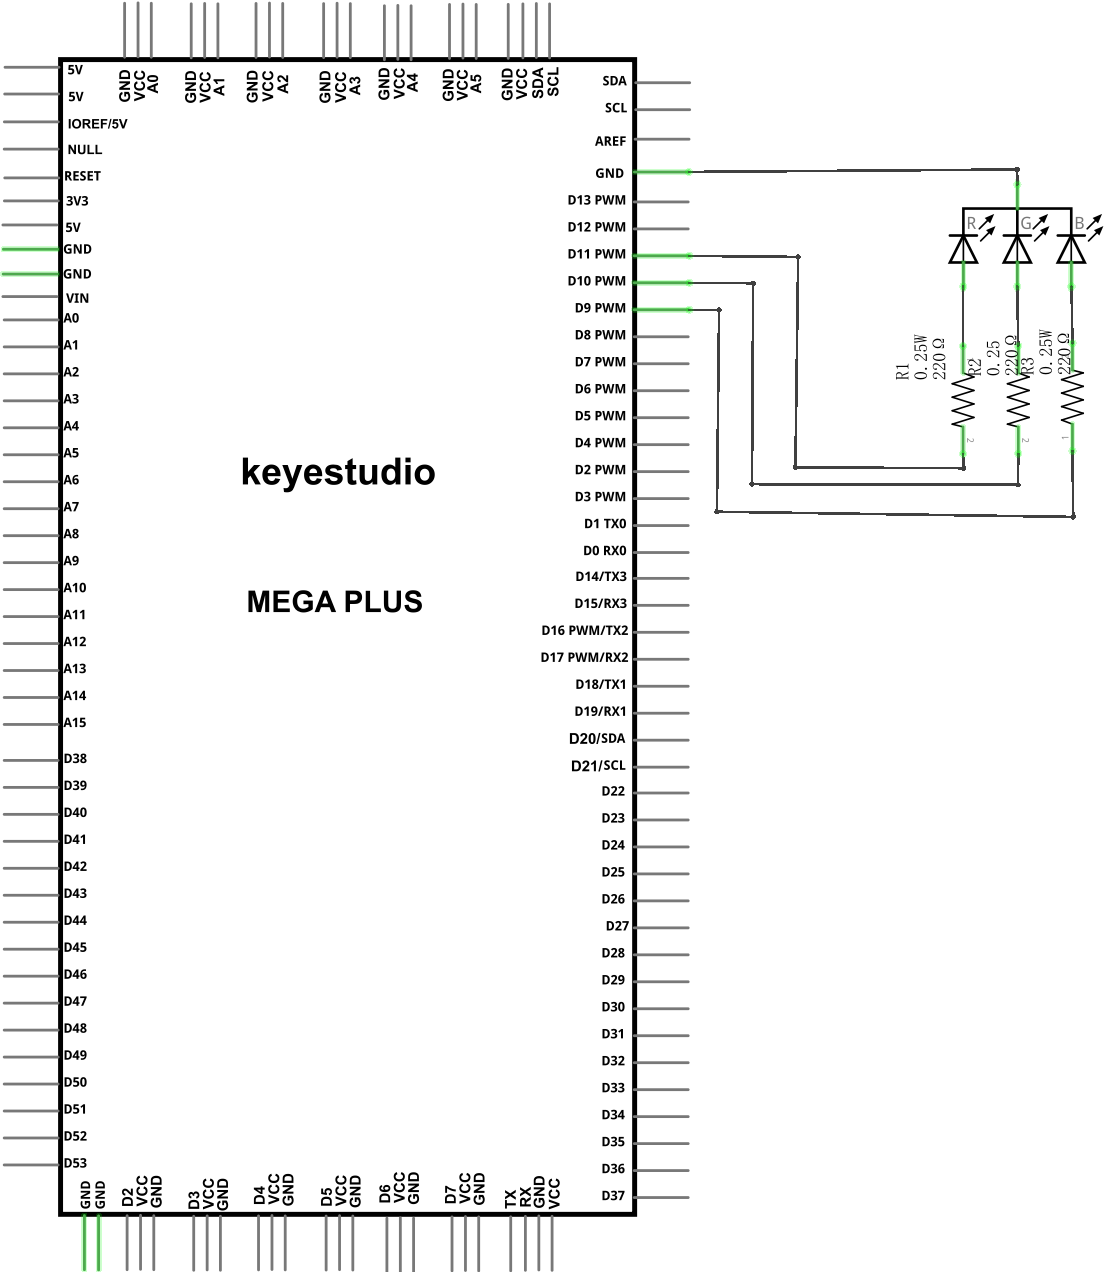 GND VCC A0
GND VCC A1
GND VCC A2
GND VCC A3
GND VCC A4
GND VCC A5
GND VCC SDA SCL
5V
5V
IOREF/5V
NULL
RESET
3V3
5V
GND
GND
VIN
A0
A1
A2
A3
A4
A5
A6
A7
A8
A9
A10
A11
A12
A13
A14
A15
D38
D39
D40
D41
D42
D43
D44
D45
D46
D47
D48
D49
D50
D51
D52
D53
keyestudio
MEGA PLUS
SDA
SCL
AREF
GND
D13 PWM
D12 PWM
D11 PWM
D10 PWM
D9 PWM
D8 PWM
D7 PWM
D6 PWM
D5 PWM
D4 PWM
D2 PWM
D3 PWM
D1 TX0
D0 RX0
D14/TX3
D15/RX3
D16 PWM/TX2
D17 PWM/RX2
D18/TX1
D19/RX1
D20/SDA
D21/SCL
D22
D23
D24
D25
D26
D27
D28
D29
D30
D31
D32
D33
D34
D35
D36
D37
R
G
B
R1
0.25W
220Ω
R2
0.25
220Ω
R3
0.25W
220Ω
2
2
1
GND GND
D2 VCC GND
D3 VCC GND
D4 VCC GND
D5 VCC GND
D6 VCC GND
D7 VCC GND
TX RX GND VCC